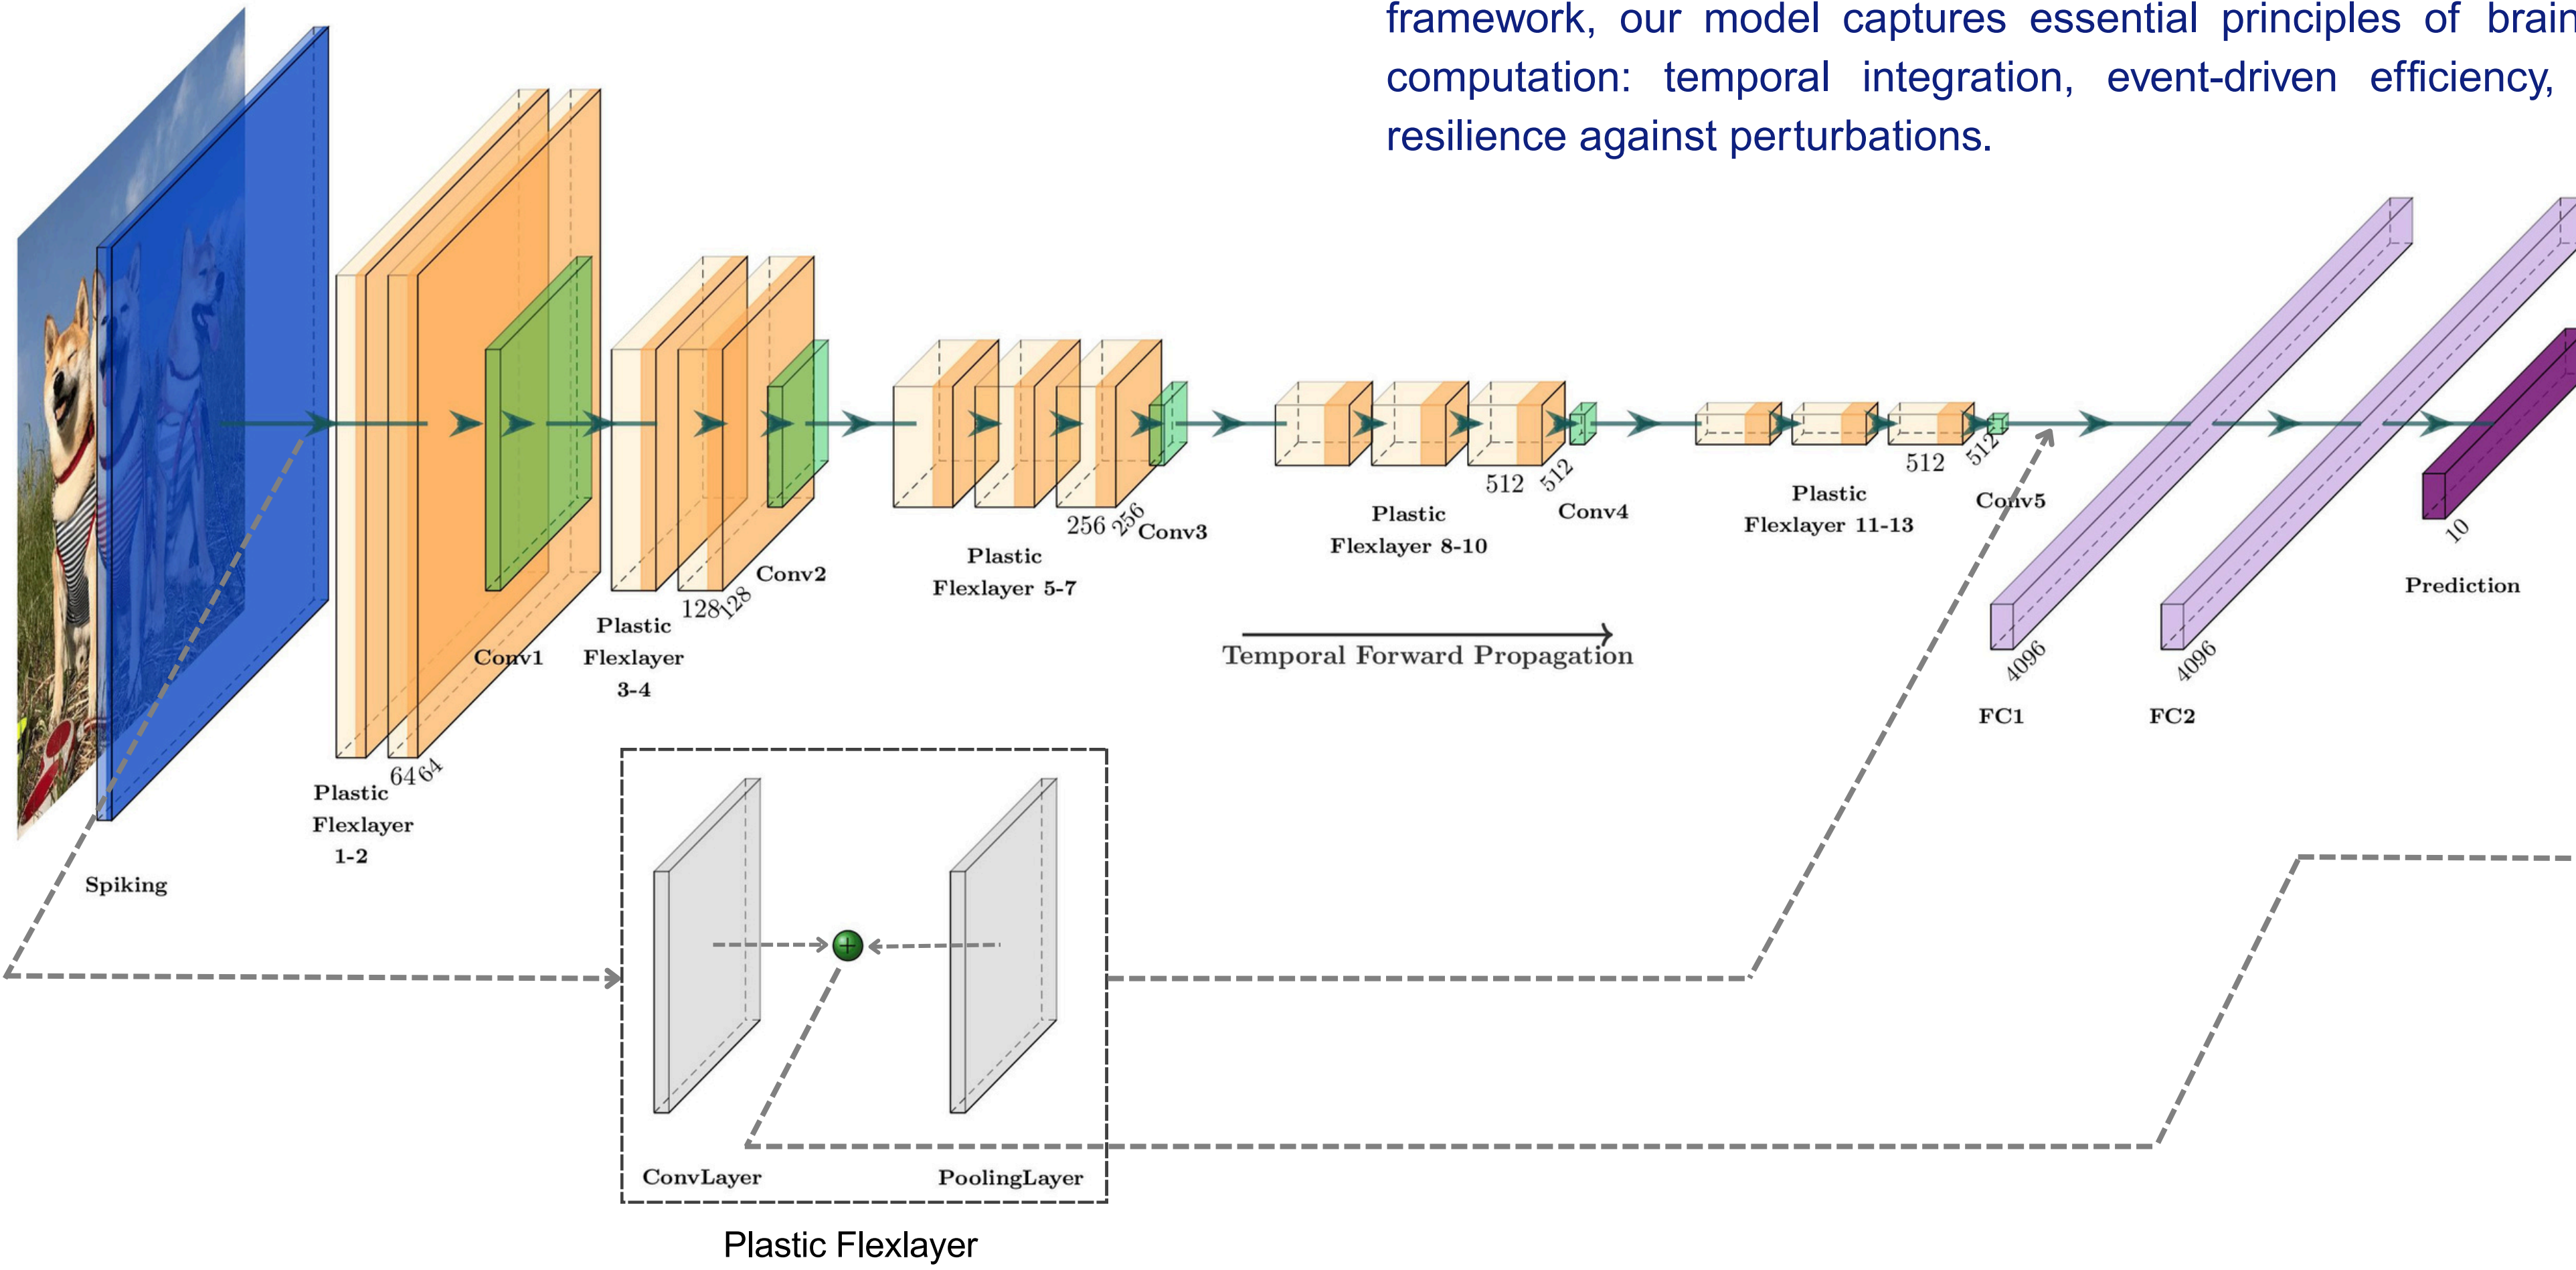 framework, our model captures essential principles of brain
computation: temporal integration, event-driven efficiency,
resilience against perturbations.
512
512
Conv4
512
512
Conv5
Plastic
Flexlayer 11-13
Plastic
Flexlayer 8-10
256
256
Conv3
Plastic
Flexlayer 5-7
Conv2
128
128
Plastic
Flexlayer
3-4
Conv1
10
Prediction
Temporal Forward Propagation
4096
FC1
4096
FC2
64
64
Plastic
Flexlayer
1-2
Spiking
ConvLayer
PoolingLayer
Plastic Flexlayer